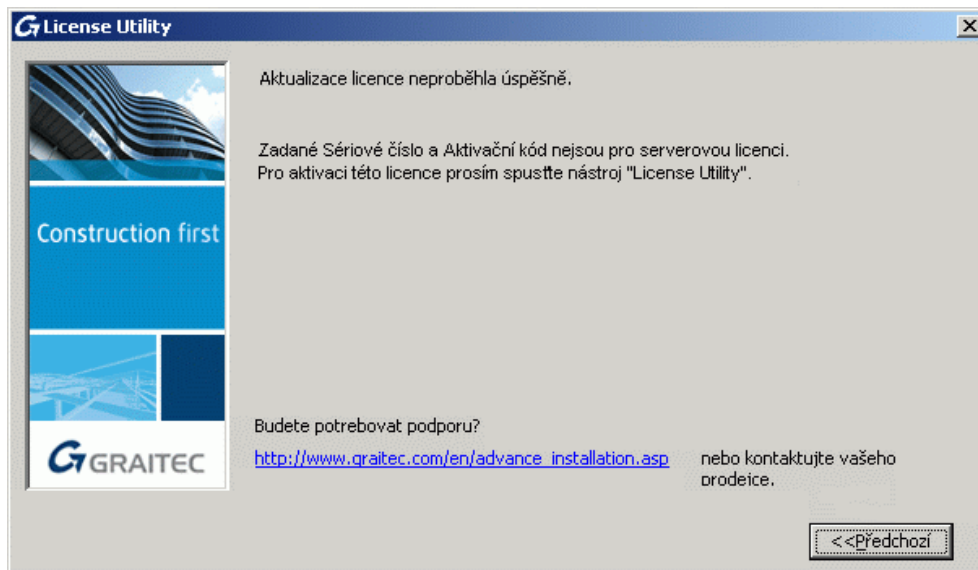 License Utility
Aktualizace licence neproběhla úspěšně.
Zadané Sériové číslo a Aktivační kód nejsou pro serverovou licenci.
Pro aktivaci této licence prosím spusťte nástroj "License Utility".
Construction first
Budete potrebovat podporu?
http://www.graitec.com/en/advance_installation.asp nebo kontaktujte vašeho
prodejce.
GRAITEC
<<Předchozí